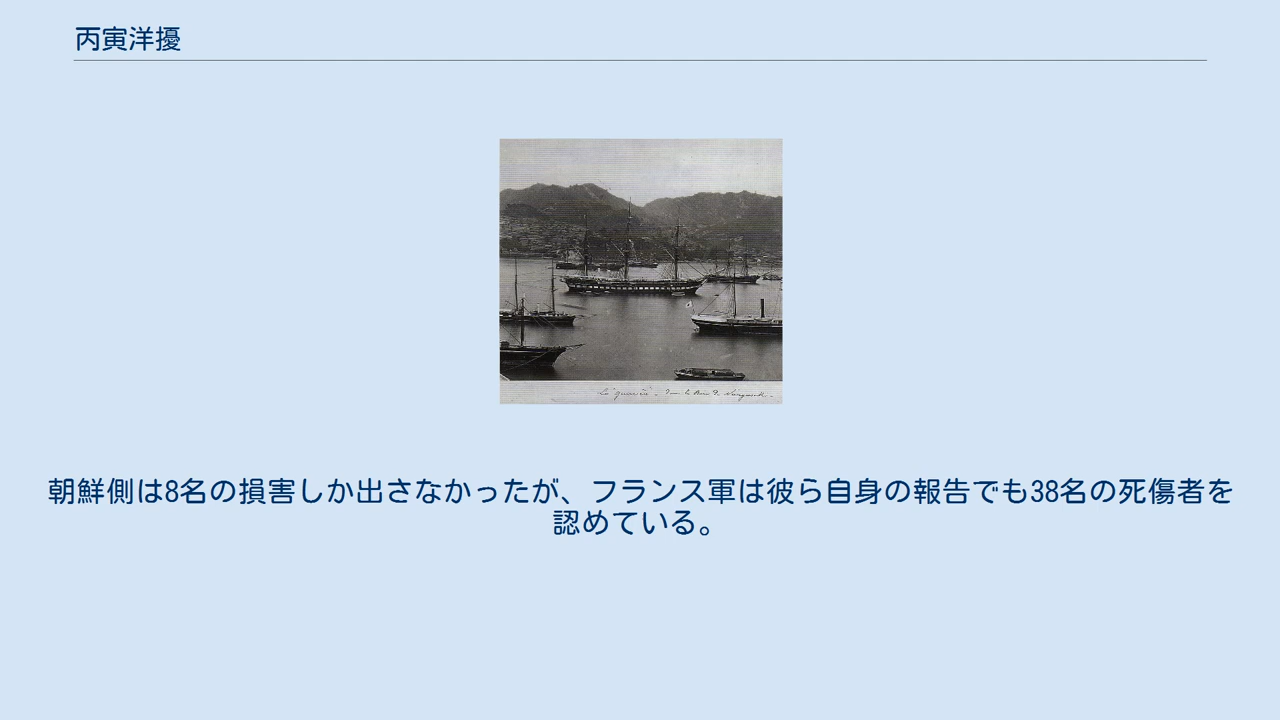 丙寅洋擾
朝鮮側は8名の損害しか出さなかったが、フランス軍は彼ら自身の報告でも38名の死傷者を
認めている。